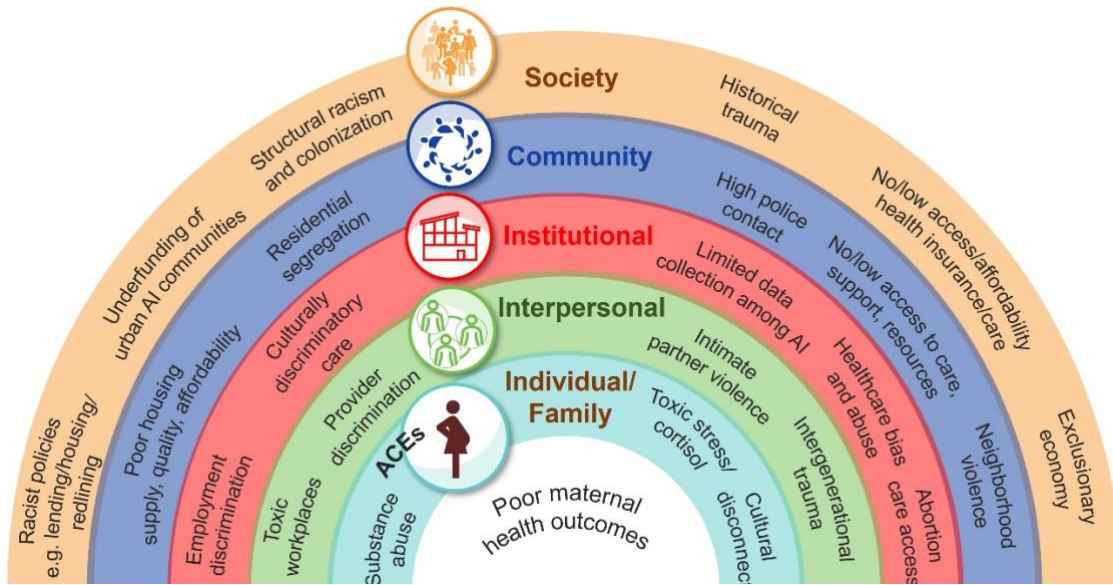 Society
Racist policies
e.g. lending/housing/
redlining
Underfunding of
urban AI communities
Structural racism
and colonization
Historical
trauma
No/low access/affordability
health insurance/care
Exclusionary
economy
Community
Poor housing
supply, quality, affordability
Residential
segregation
High police
contact
No/low access to care,
support, resources
Neighborhood
violence
Institutional
Employment
discrimination
Culturally
discriminatory
care
Limited data
collection among AI
Healthcare bias
and abuse
Abortion
care access
Interpersonal
Toxic
workplaces
Provider
discrimination
Intimate
partner violence
Intergenerational
trauma
Individual/
Family
Substance
abuse
ACEs
Toxic stress/
cortisol
Cultural
disconnect
Poor maternal
health outcomes